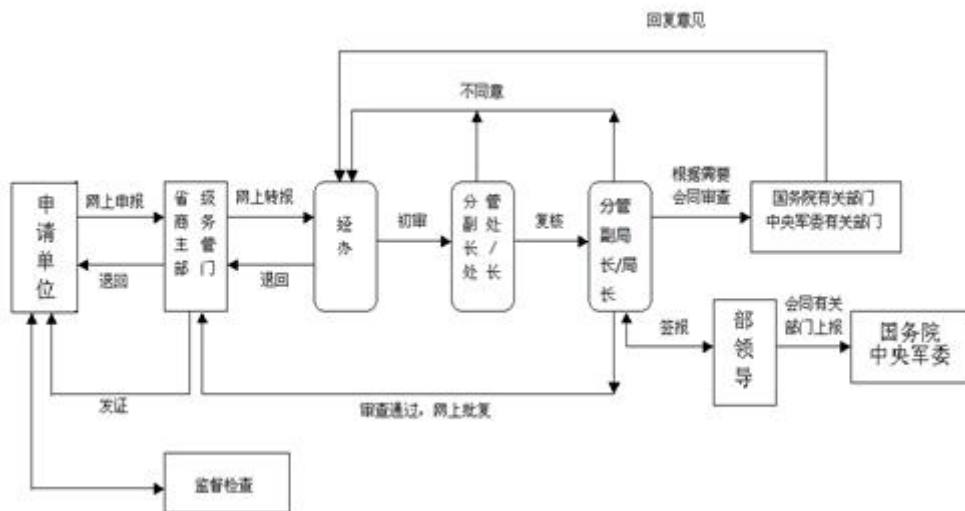 回复意见
不同意
申请单位
网上申报
退回
省级
商务
主管
部门
网上转报
退回
经办
初审
分管
副处
长/
处长
复核
分管
副局
长/局
长
根据需要
会同审查
国务院有关部门
中央军委有关部门
签报
部领导
会同有关
部门上报
国务院
中央军委
发证
审查通过，网上批复
监督检查